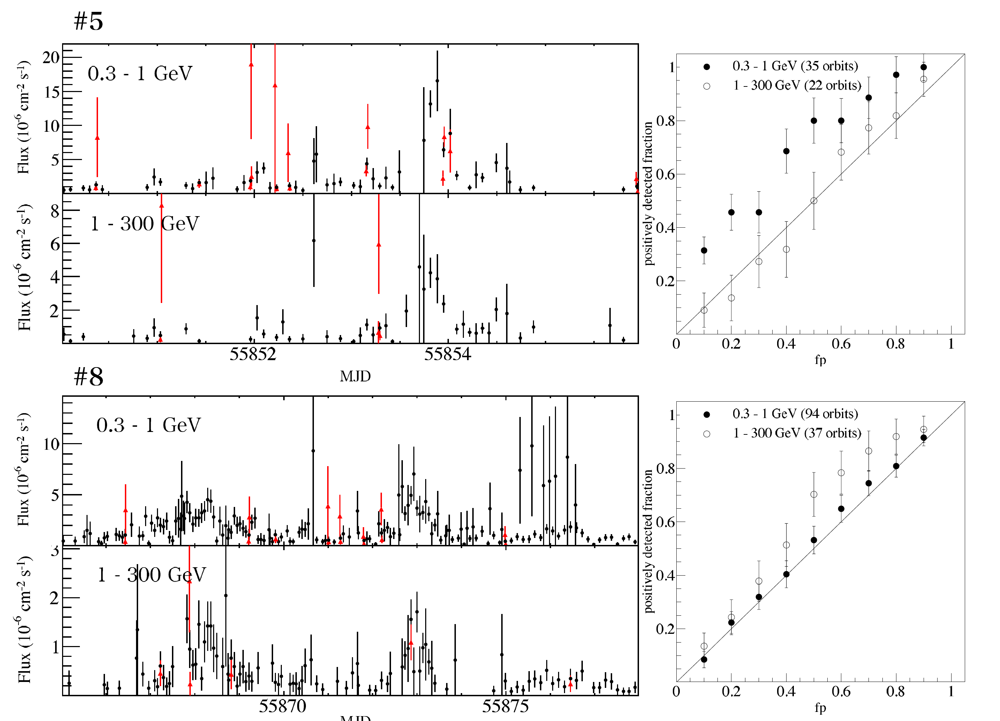 #5
20
15
10
5
Flux (10-6 cm-2 s-1)
0.3 - 1 GeV
8
6
4
2
Flux (10-6 cm-2 s-1)
1 - 300 GeV
55852
55854
MJD
0.3 - 1 GeV (35 orbits)
1 - 300 GeV (22 orbits)
1
0.8
0.6
0.4
0.2
positively detected fraction
0
0.2
0.4
0.6
0.8
1
fp
#8
10
5
Flux (10-6 cm-2 s-1)
0.3 - 1 GeV
3
2
1
Flux (10-6 cm-2 s-1)
1 - 300 GeV
55870
55875
MJD
0.3 - 1 GeV (94 orbits)
1 - 300 GeV (37 orbits)
1
0.8
0.6
0.4
0.2
positively detected fraction
0
0.2
0.4
0.6
0.8
1
fp